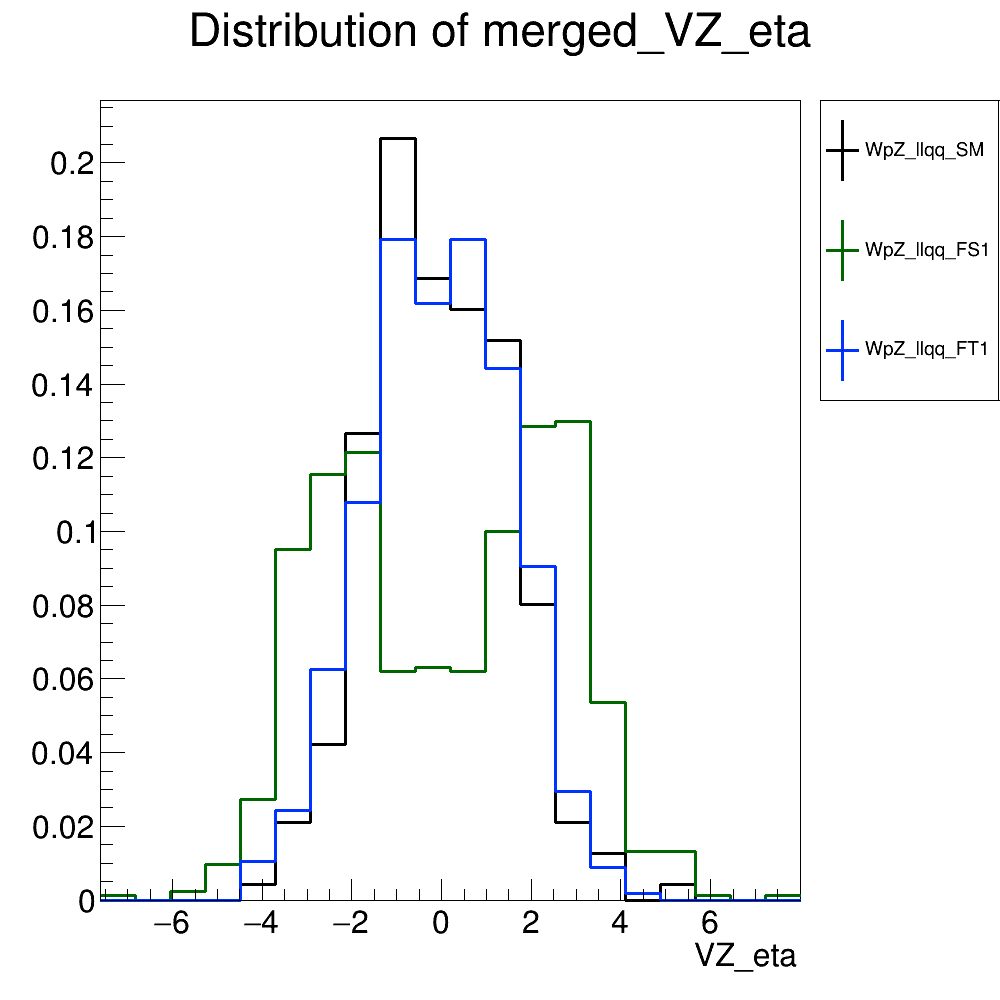 Distribution of merged_VZ_eta
WpZ_llqq_SM
WpZ_llqq_FS1
WpZ_llqq_FT1
0.2
0.18
0.16
0.14
0.12
0.1
0.08
0.06
0.04
0.02
0
−6 −4 −2 0 2 4 6
VZ_eta